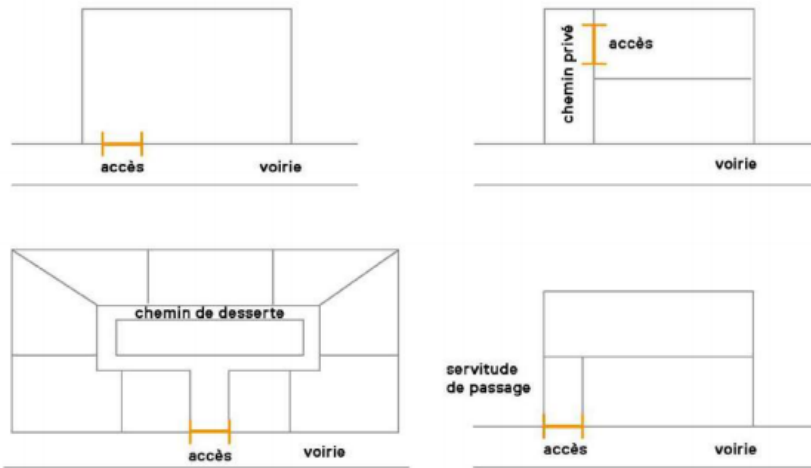 accès
voirie
chemin privé
accès
voirie
chemin de desserte
accès
voirie
servitude
de passage
accès
voirie